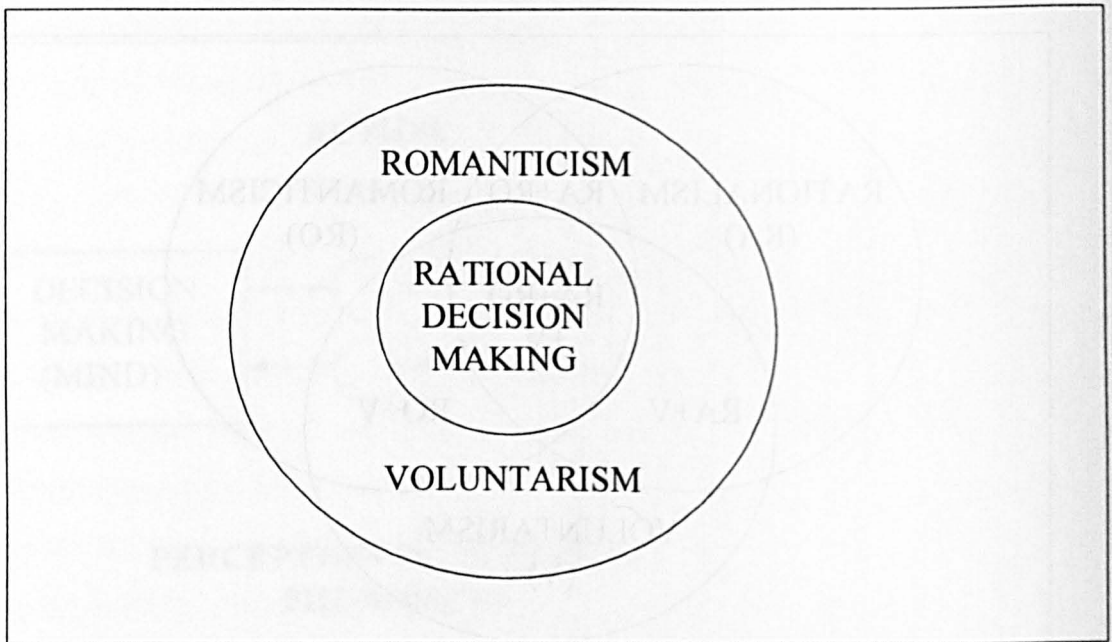 ROMANTICISM
RATIONAL
DECISION
MAKING
VOLUNTARISM